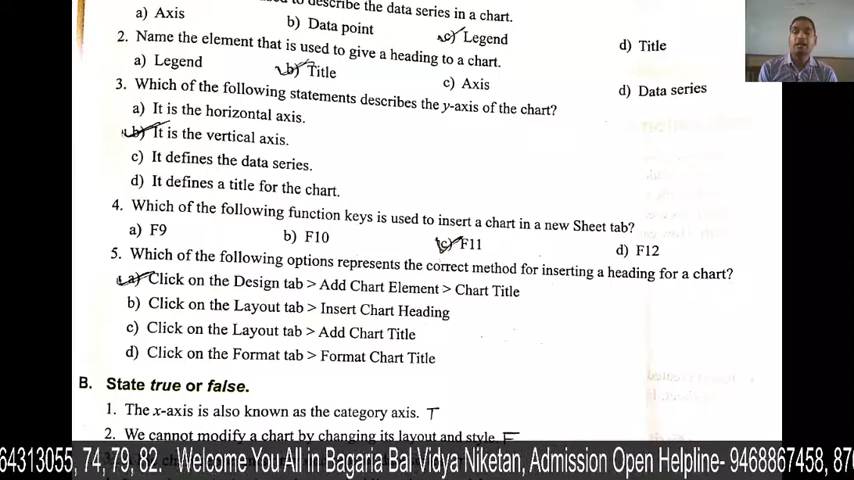 to describe the data series in a chart.
a) Axis b) Data point c) Legend d) Title
2. Name the element that is used to give a heading to a chart.
a) Legend b) Title c) Axis d) Data series
3. Which of the following statements describes the y-axis of the chart?
a) It is the horizontal axis.
b) It is the vertical axis.
c) It defines the data series.
d) It defines a title for the chart.
4. Which of the following function keys is used to insert a chart in a new Sheet tab?
a) F9 b) F10 c) F11 d) F12
5. Which of the following options represents the correct method for inserting a heading for a chart?
a) Click on the Design tab > Add Chart Element > Chart Title
b) Click on the Layout tab > Insert Chart Heading
c) Click on the Layout tab > Add Chart Title
d) Click on the Format tab > Format Chart Title
B. State true or false.
1. The x-axis is also known as the category axis. T
2. We cannot modify a chart by changing its layout and style. F
64313055, 74, 79, 82. Welcome You All in Bagaria Bal Vidya Niketan, Admission Open Helpline- 9468867458, 870